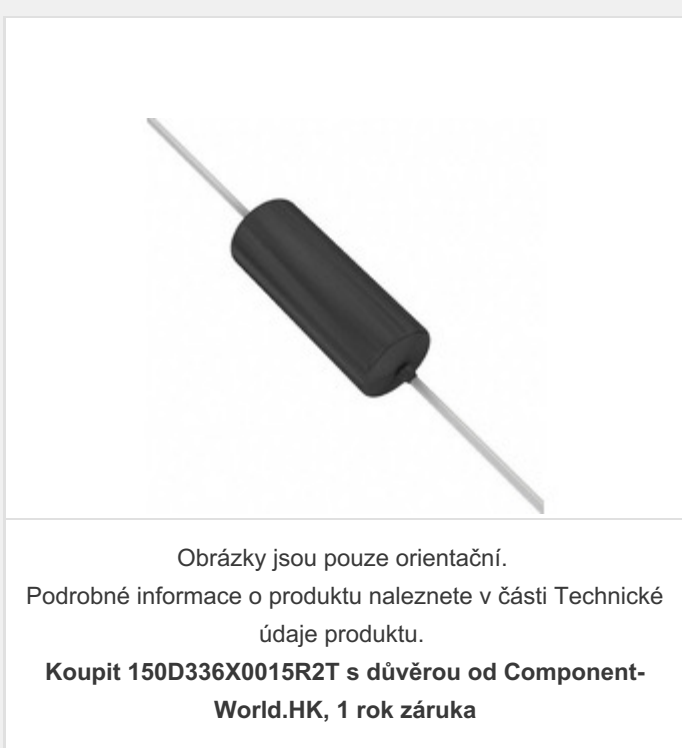 Obrázky jsou pouze orientační.
Podrobné informace o produktu naleznete v části Technické
údaje produktu.
Koupit 150D336X0015R2T s důvěrou od Component-
World.HK, 1 rok záruka